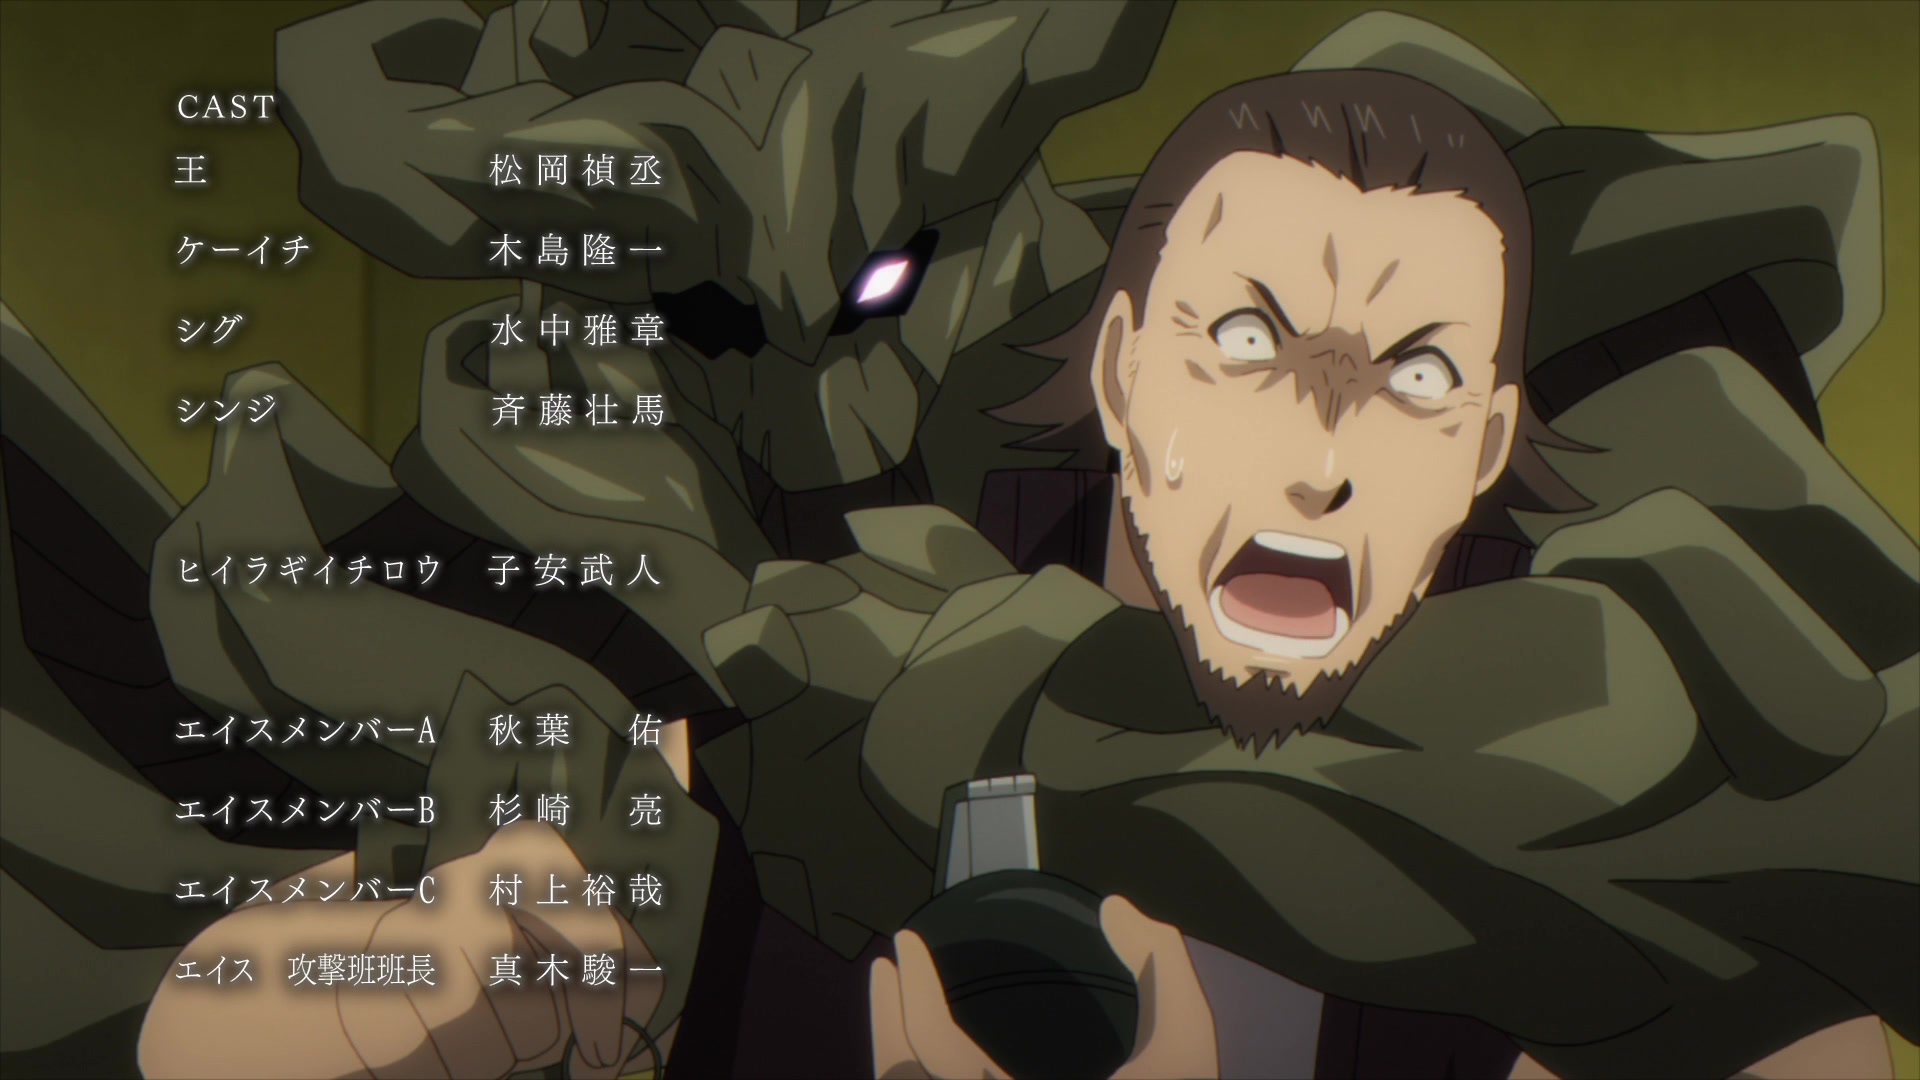 CAST
王 松岡禎丞
ケーイチ 木島隆一
シグ 水中雅章
シンジ 斉藤壮馬
ヒイラギイチロウ 子安武人
エイスメンバーA 秋葉 佑
エイスメンバーB 杉崎 亮
エイスメンバーC 村上裕哉
エイス 攻撃班班長 真木駿一